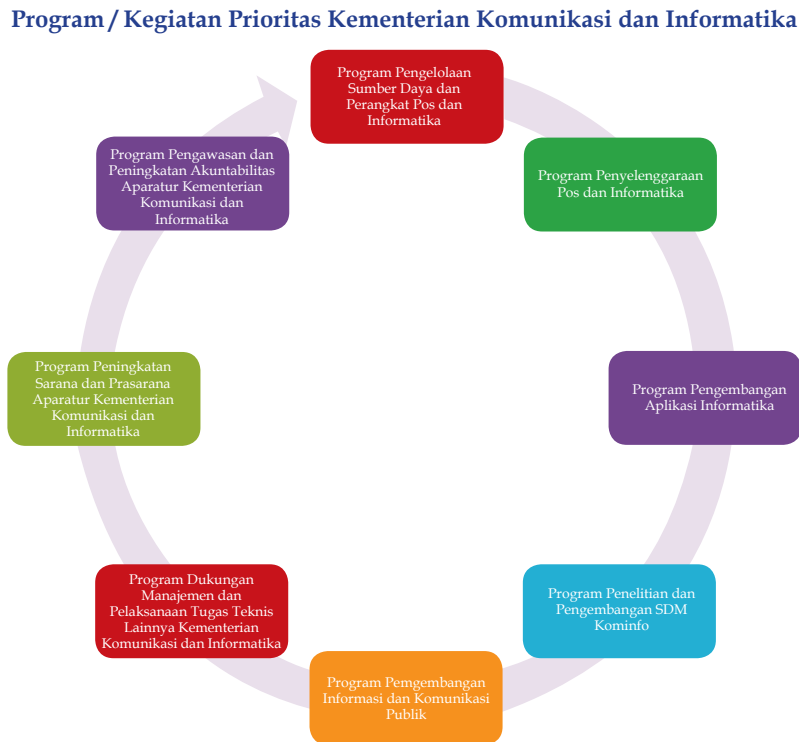 Program / Kegiatan Prioritas Kementerian Komunikasi dan Informatika
Program Pengelolaan
Sumber Daya dan
Perangkat Pos dan
Informatika
Program Penyelenggaraan
Pos dan Informatika
Program Pengembangan
Aplikasi Informatika
Program Penelitian dan
Pengembangan SDM
Kominfo
Program Pemgembangan
Informasi dan Komunikasi
Publik
Program Dukungan
Manajemen dan
Pelaksanaan Tugas Teknis
Lainnya Kementerian
Komunikasi dan Informatika
Program Peningkatan
Sarana dan Prasarana
Aparatur Kementerian
Komunikasi dan
Informatika
Program Pengawasan dan
Peningkatan Akuntabilitas
Aparatur Kementerian
Komunikasi dan
Informatika